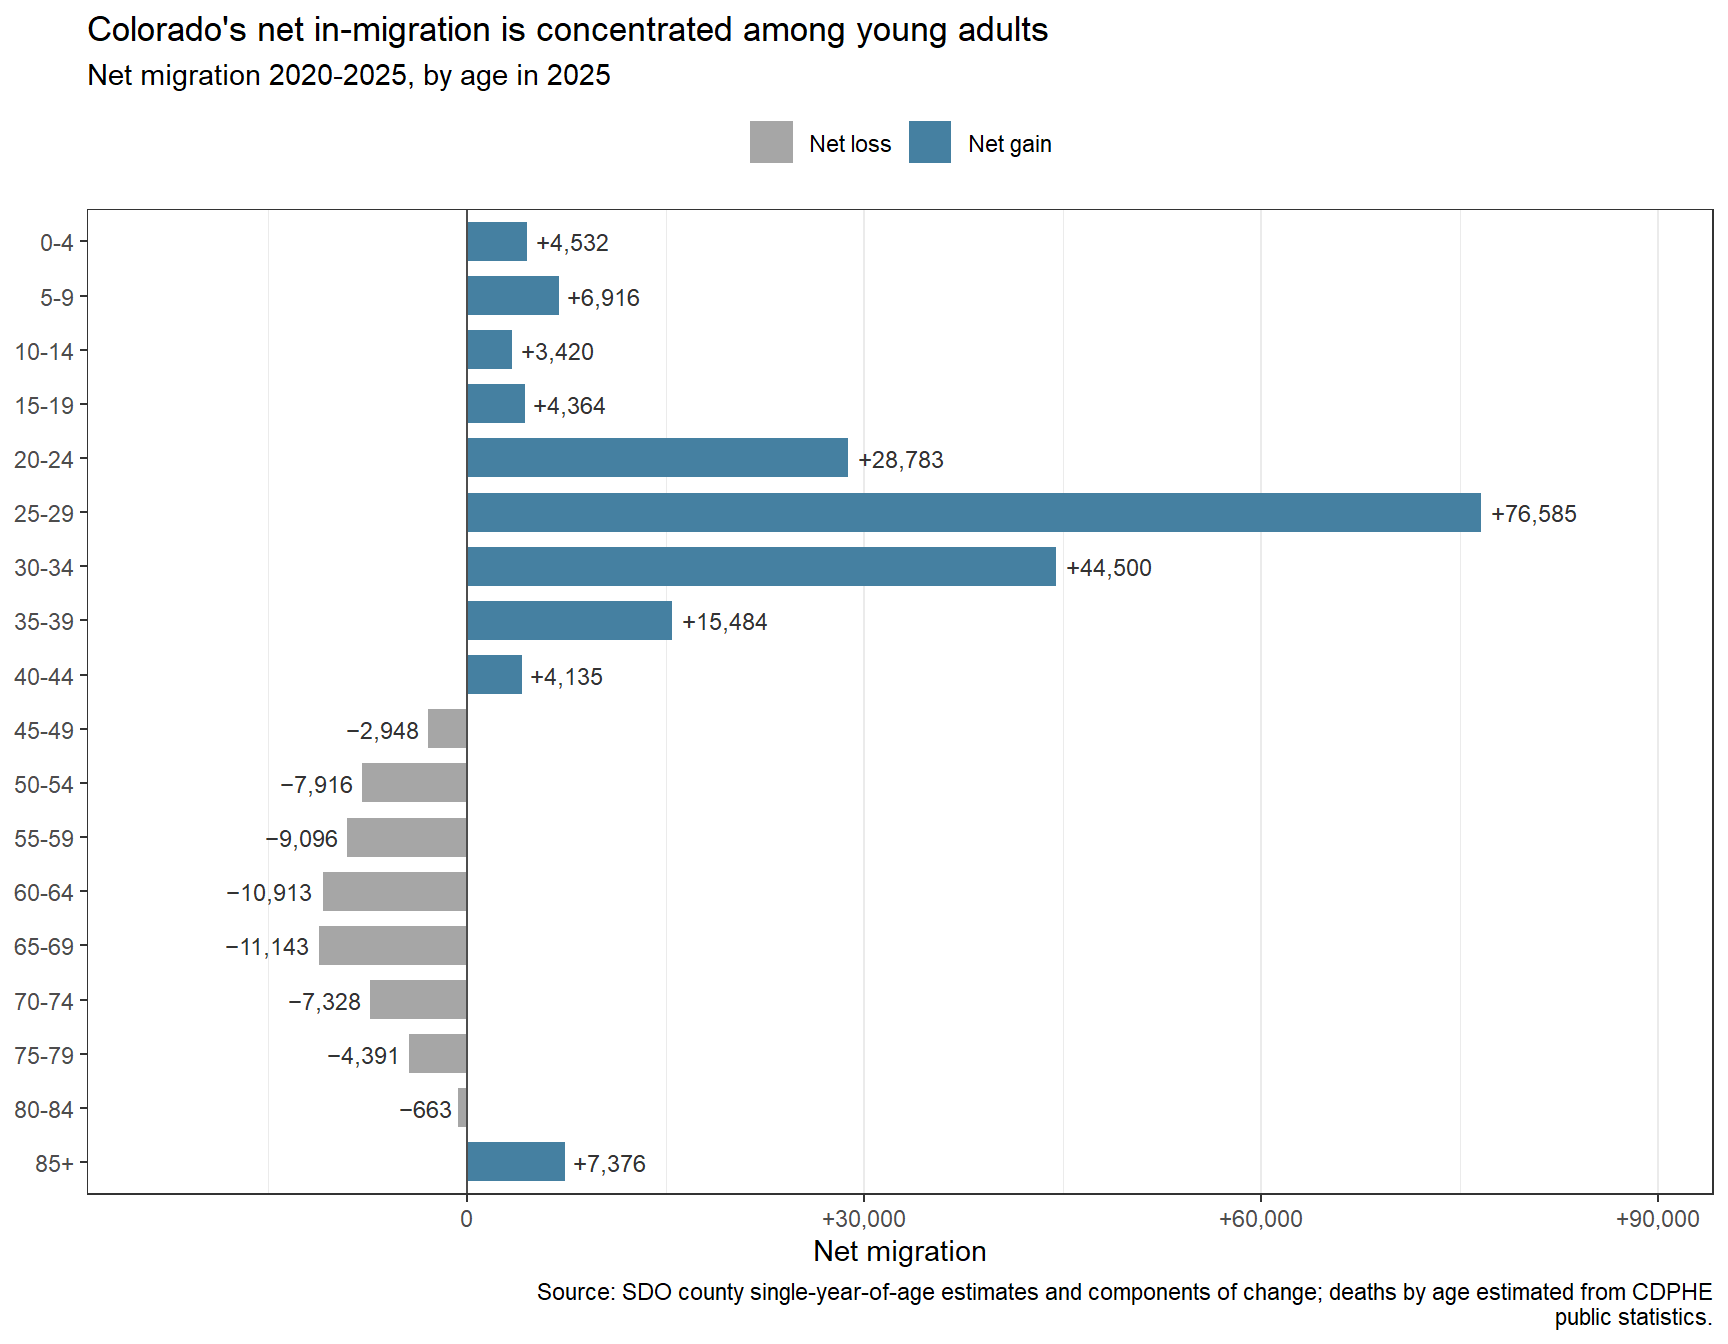 Colorado's net in-migration is concentrated among young adults
Net migration 2020-2025, by age in 2025
Net loss Net gain
0-4 +4,532
5-9 +6,916
10-14 +3,420
15-19 +4,364
20-24 +28,783
25-29 +76,585
30-34 +44,500
35-39 +15,484
40-44 +4,135
45-49 −2,948
50-54 −7,916
55-59 −9,096
60-64 −10,913
65-69 −11,143
70-74 −7,328
75-79 −4,391
80-84 −663
85+ +7,376
0 +30,000 +60,000 +90,000
Net migration
Source: SDO county single-year-of-age estimates and components of change; deaths by age estimated from CDPHE
public statistics.